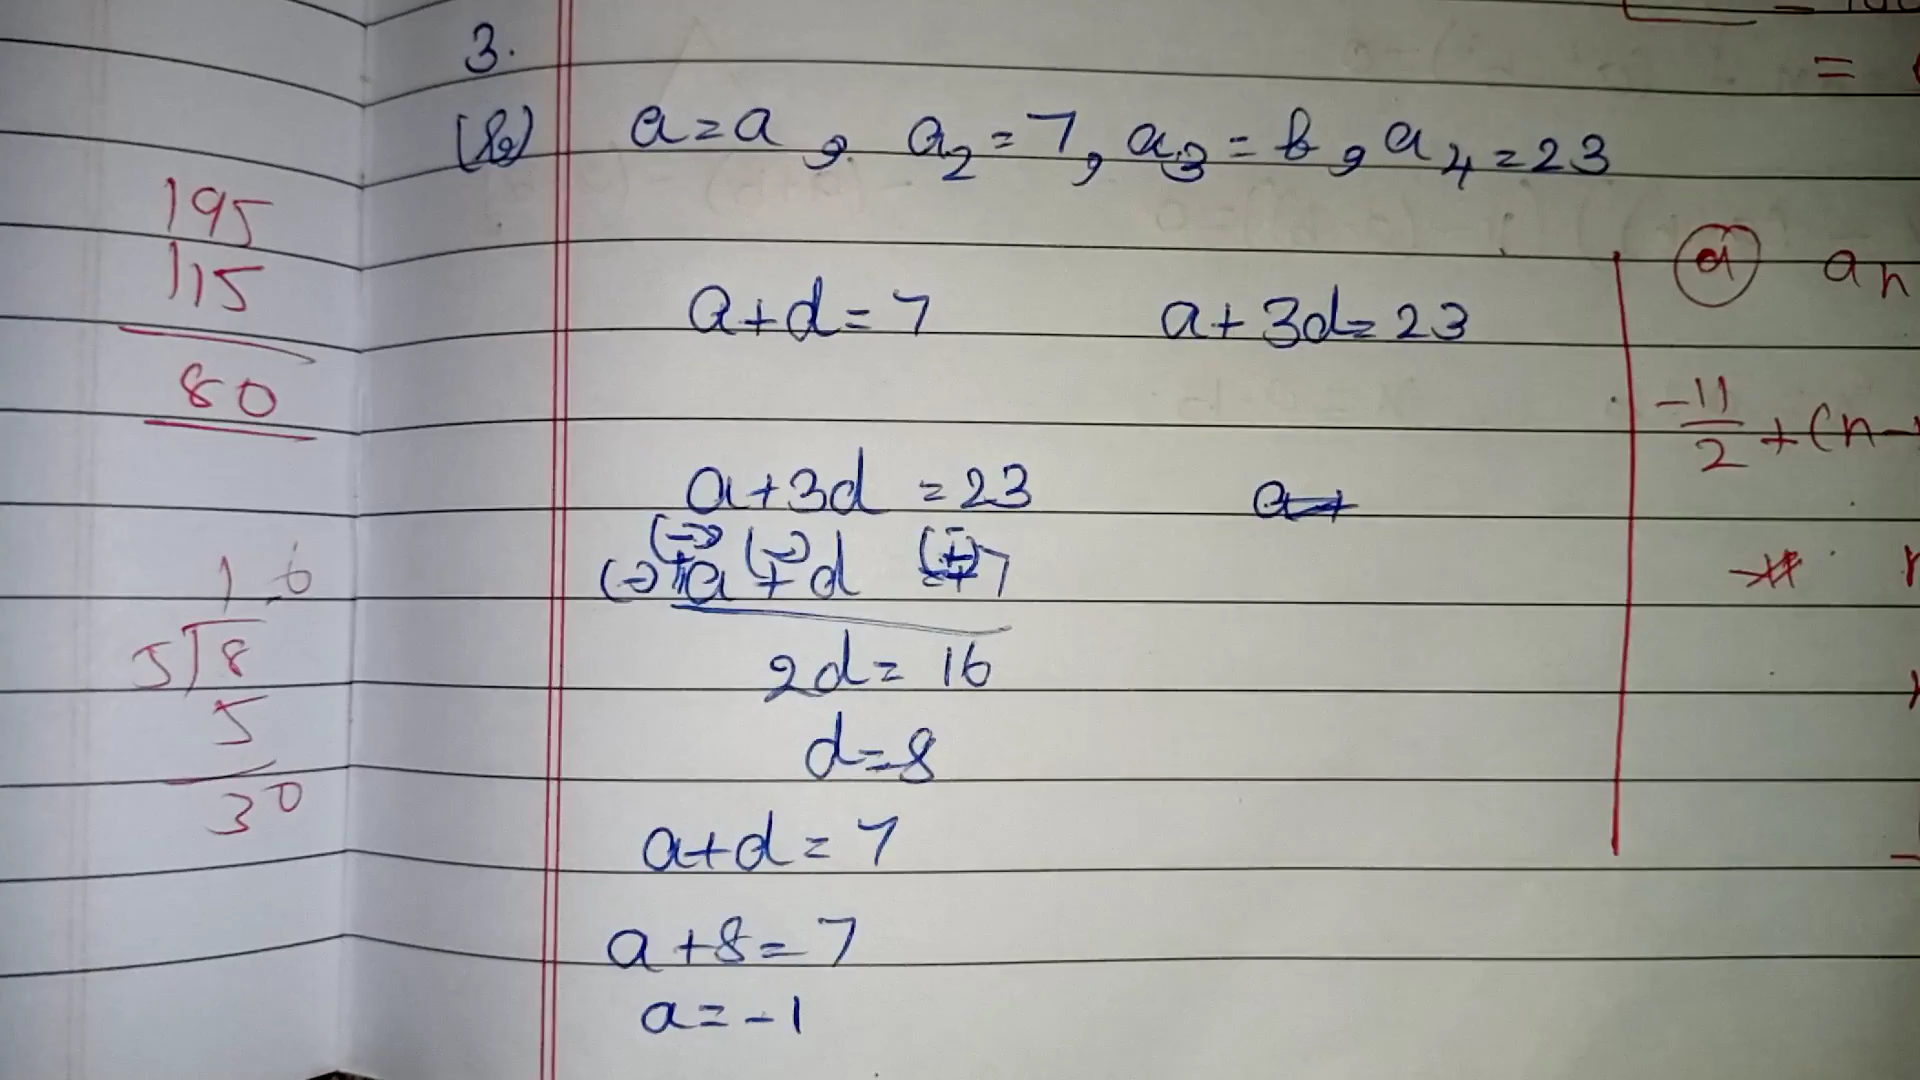 3.
(b) a=a, a2=7, a3=b, a4=23
a+d=7 a+3d=23
a+3d =23
(-) (-) (-)
(-) a+d +7
2d=16
d=8
a+d=7
a+8=7
a=-1
a+
195
115
80
1.6
5)8
5
30
=
(d) an
-11/2 +(n-